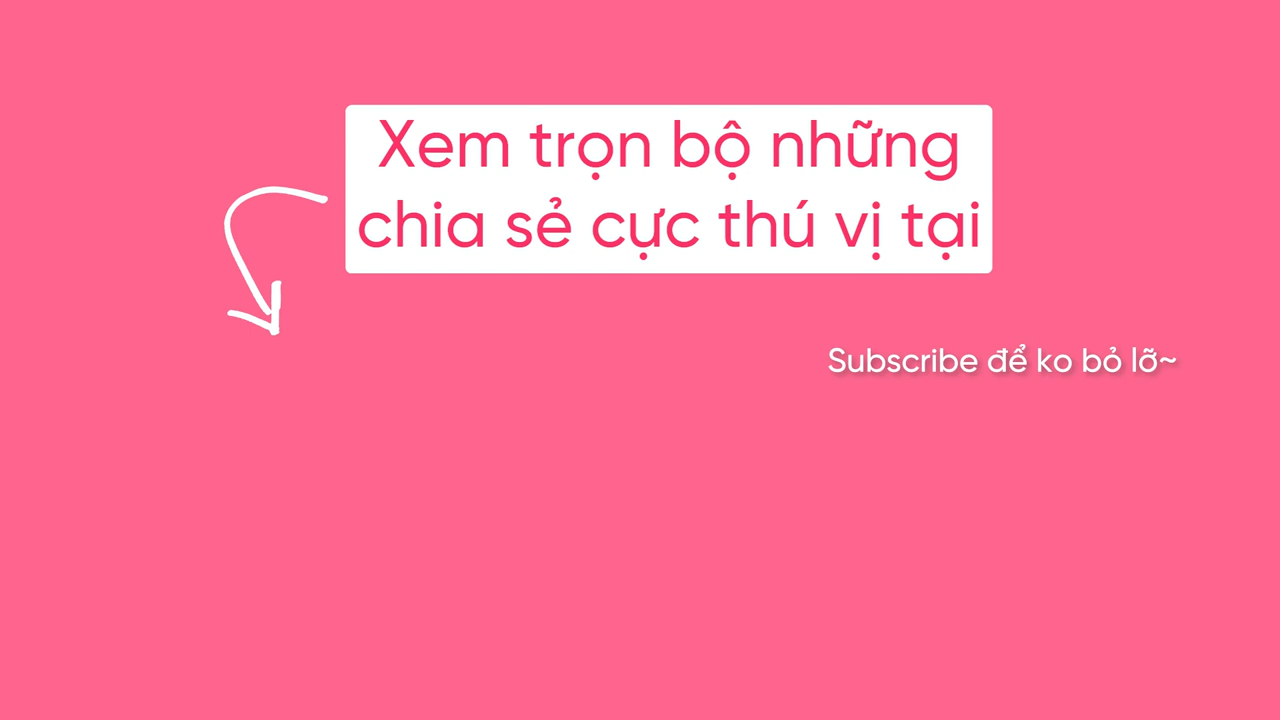 Xem trọn bộ những
chia sẻ cực thú vị tại
Subscribe để ko bỏ lỡ~